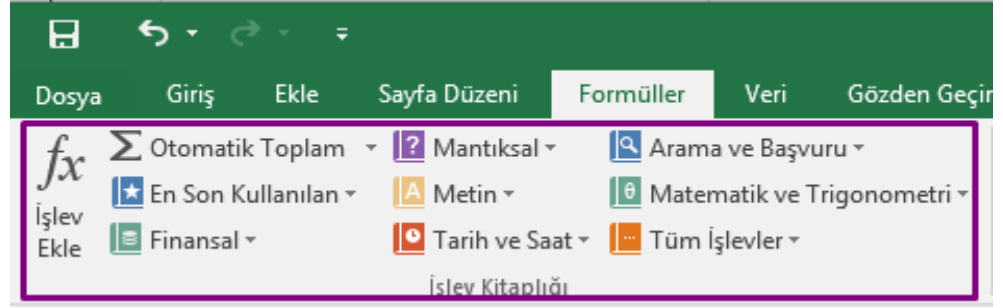 Dosya Giriş Ekle Sayfa Düzeni Formüller Veri Gözden Geçir
fx İşlev Ekle
Σ Otomatik Toplam Mantıksal Arama ve Başvuru
En Son Kullanılan Metin Matematik ve Trigonometri
Finansal Tarih ve Saat Tüm İşlevler
İşlev Kitaplığı